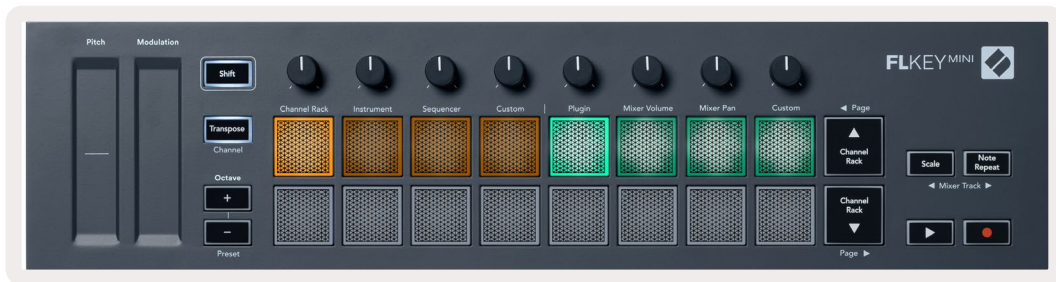 Pitch
Modulation
Shift
FLKEY MINI
Channel Rack
Instrument
Sequencer
Custom
Plugin
Mixer Volume
Mixer Pan
Custom
◄ Page
Transpose
Channel
▲
Channel
Rack
Scale
Note
Repeat
◄ Mixer Track ►
Octave
+
−
Preset
Channel
Rack
▼
Page ►